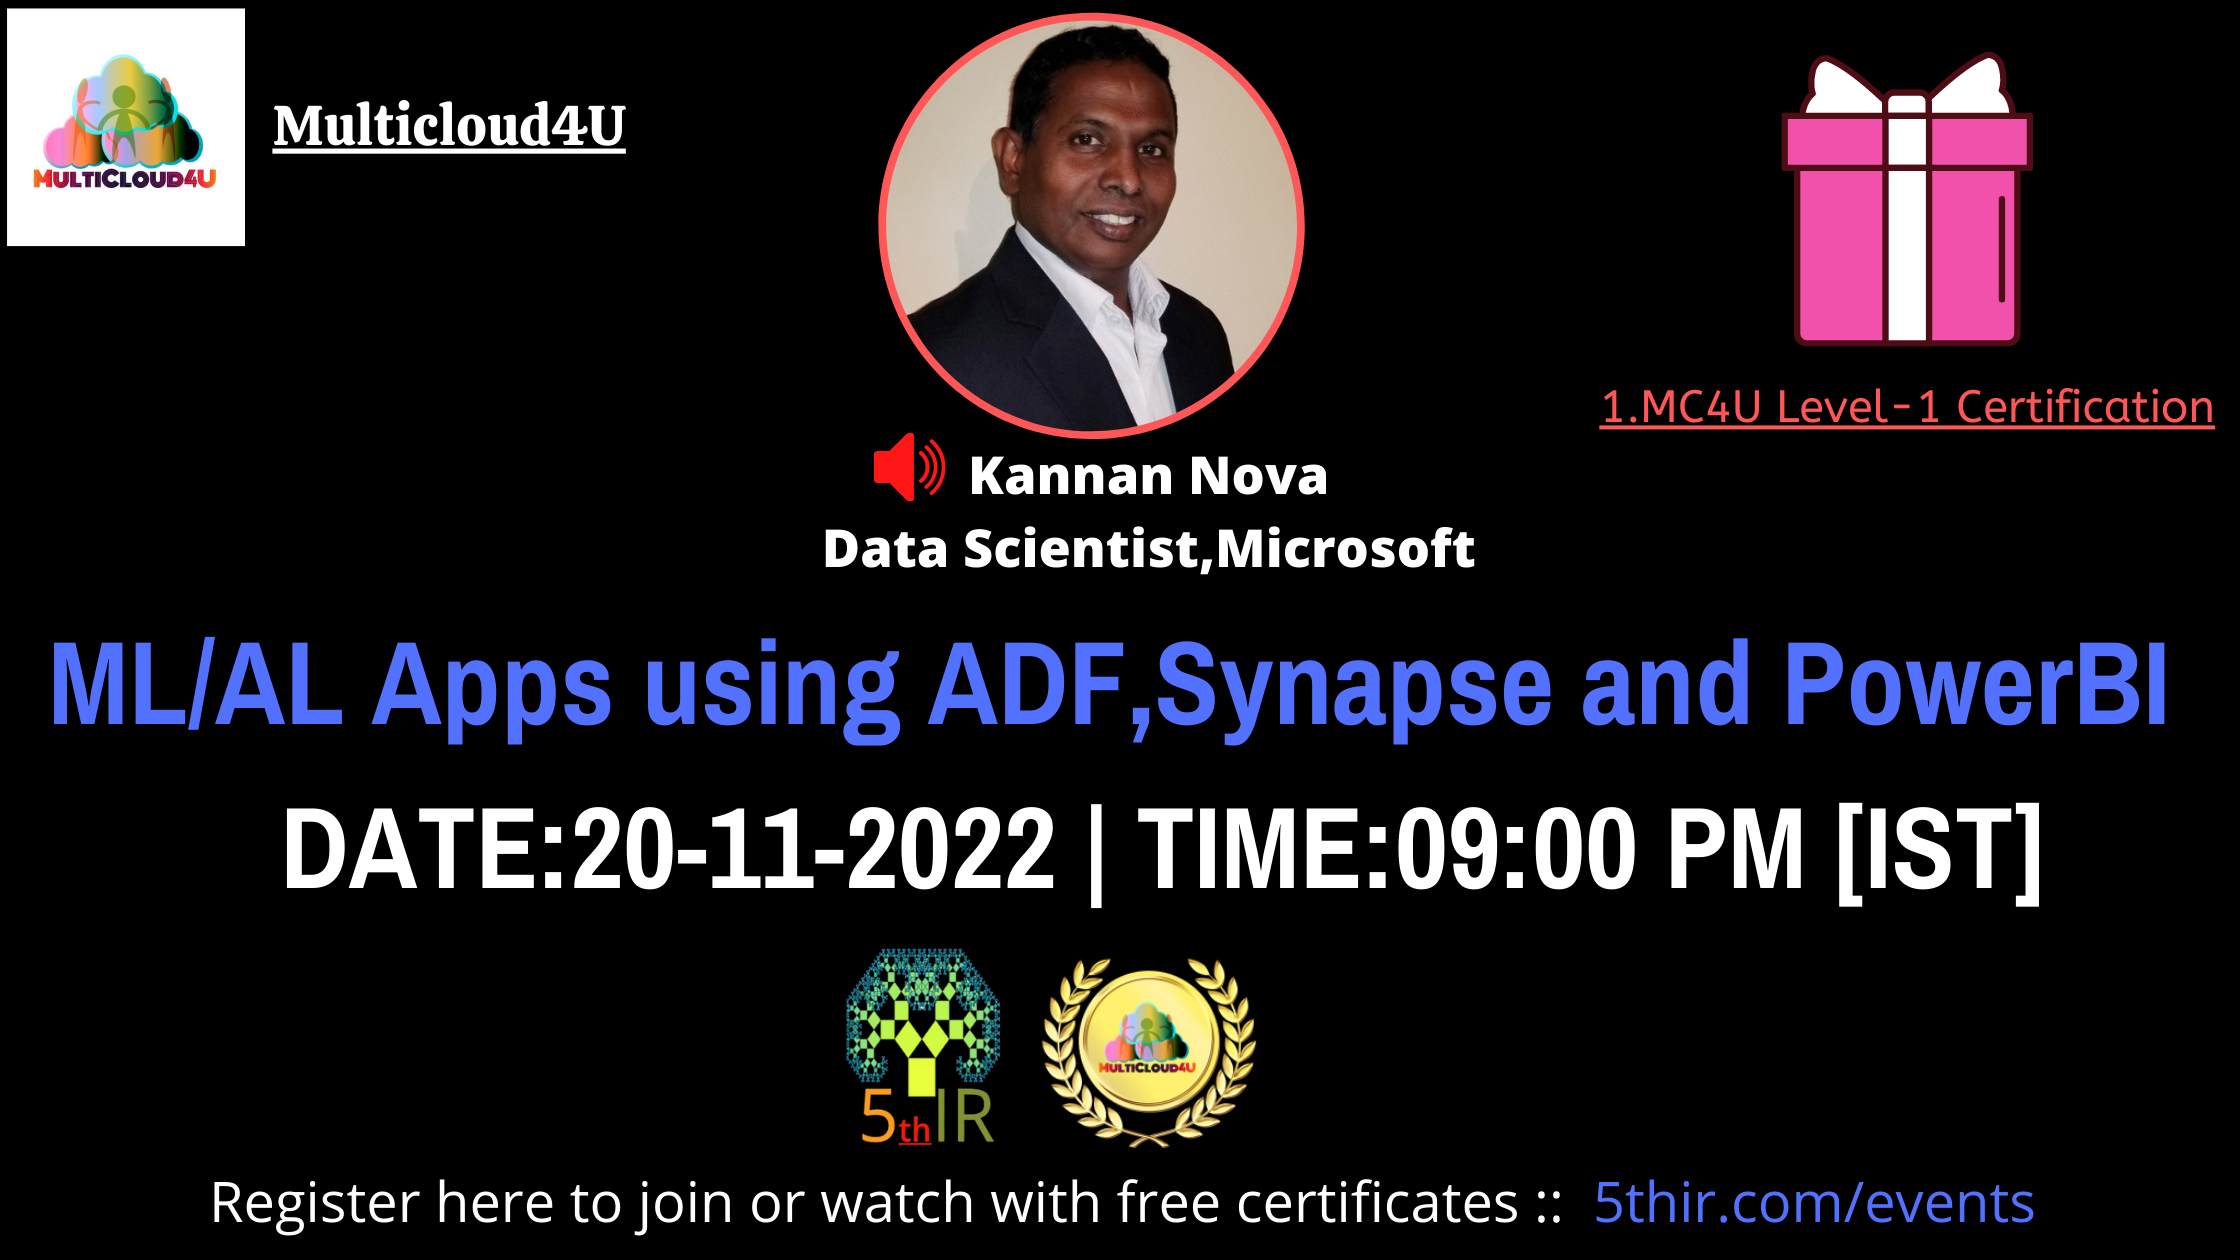 MULTICLOUD4U
Multicloud4U
1.MC4U Level-1 Certification
Kannan Nova
Data Scientist,Microsoft
ML/AL Apps using ADF,Synapse and PowerBI
DATE:20-11-2022 | TIME:09:00 PM [IST]
5thIR
MULTICLOUD4U
Register here to join or watch with free certificates :: 5thir.com/events